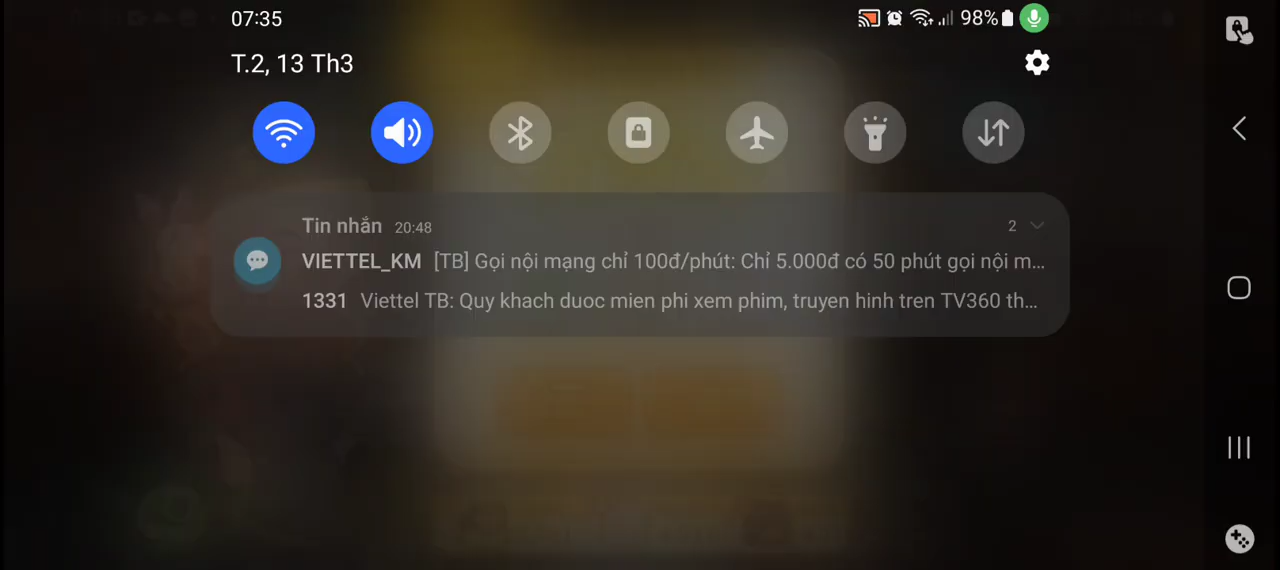 07:35
98%
T.2, 13 Th3
Tin nhắn 20:48
2
VIETTEL_KM [TB] Gọi nội mạng chỉ 100đ/phút: Chỉ 5.000đ có 50 phút gọi nội m...
1331 Viettel TB: Quy khach duoc mien phi xem phim, truyen hinh tren TV360 th...